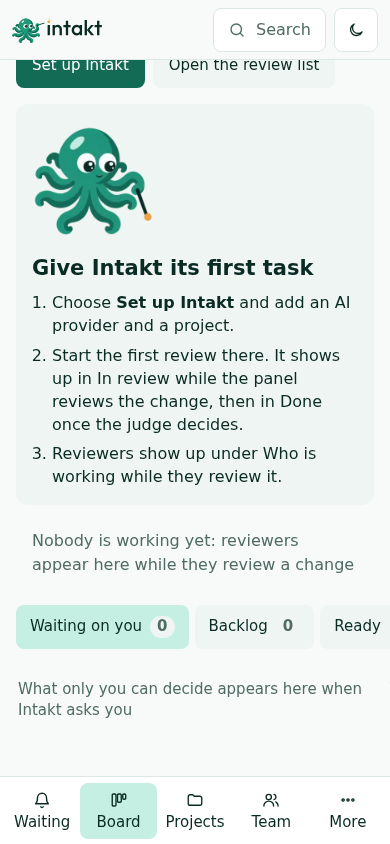 intakt
Search
Set up Intakt
Open the review list
Give Intakt its first task
1. Choose Set up Intakt and add an AI
provider and a project.
2. Start the first review there. It shows
up in In review while the panel
reviews the change, then in Done
once the judge decides.
3. Reviewers show up under Who is
working while they review it.
Nobody is working yet: reviewers
appear here while they review a change
Waiting on you 0
Backlog 0
Ready
What only you can decide appears here when
Intakt asks you
Waiting
Board
Projects
Team
More